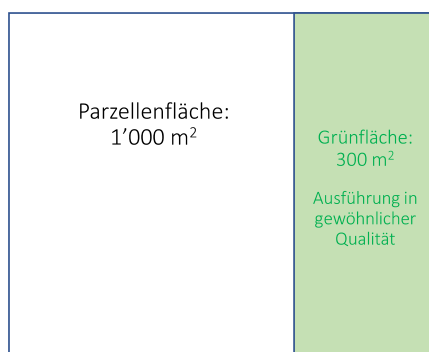 Parzellenfläche:
1’000 m²
Grünfläche:
300 m²
Ausführung in
gewöhnlicher
Qualität